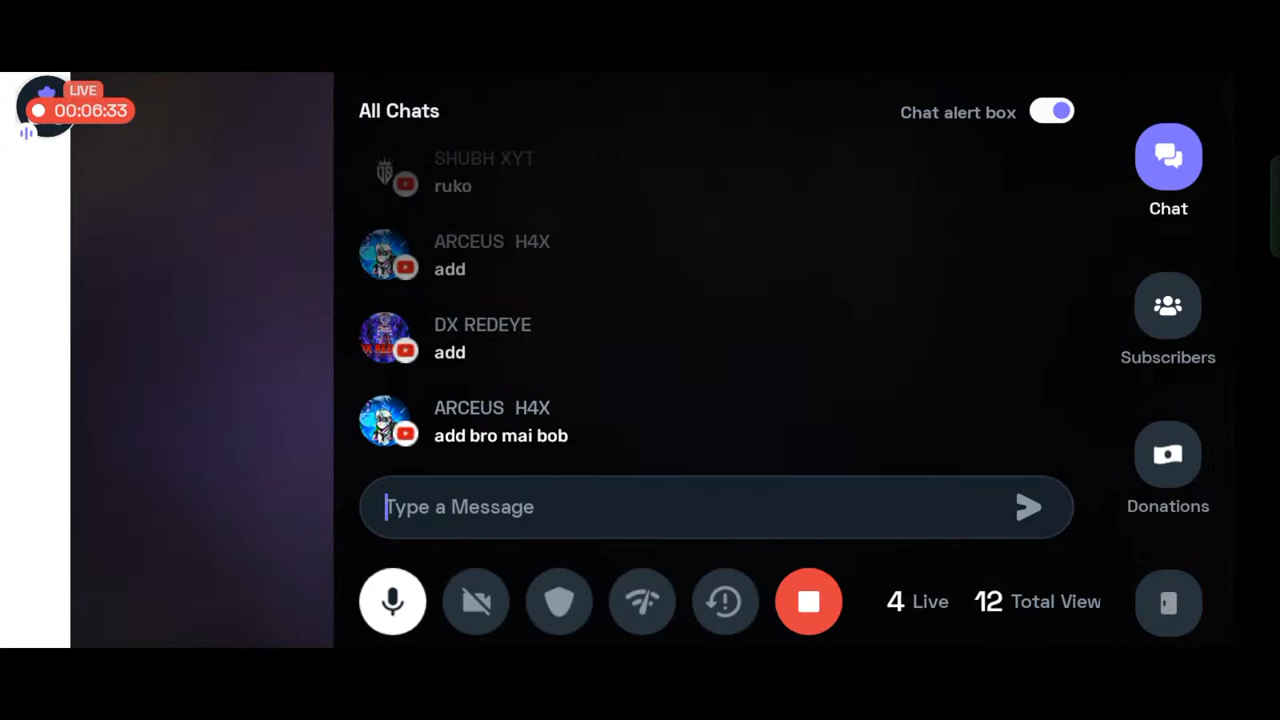 LIVE
00:06:33
All Chats
Chat alert box
SHUBH XYT
ruko
ARCEUS H4X
add
DX REDEYE
add
ARCEUS H4X
add bro mai bob
Type a Message
4 Live
12 Total View
Chat
Subscribers
Donations